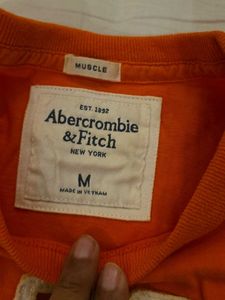 MUSCLE
EST. 1892
Abercrombie
& Fitch
NEW YORK
M
MADE IN VIETNAM